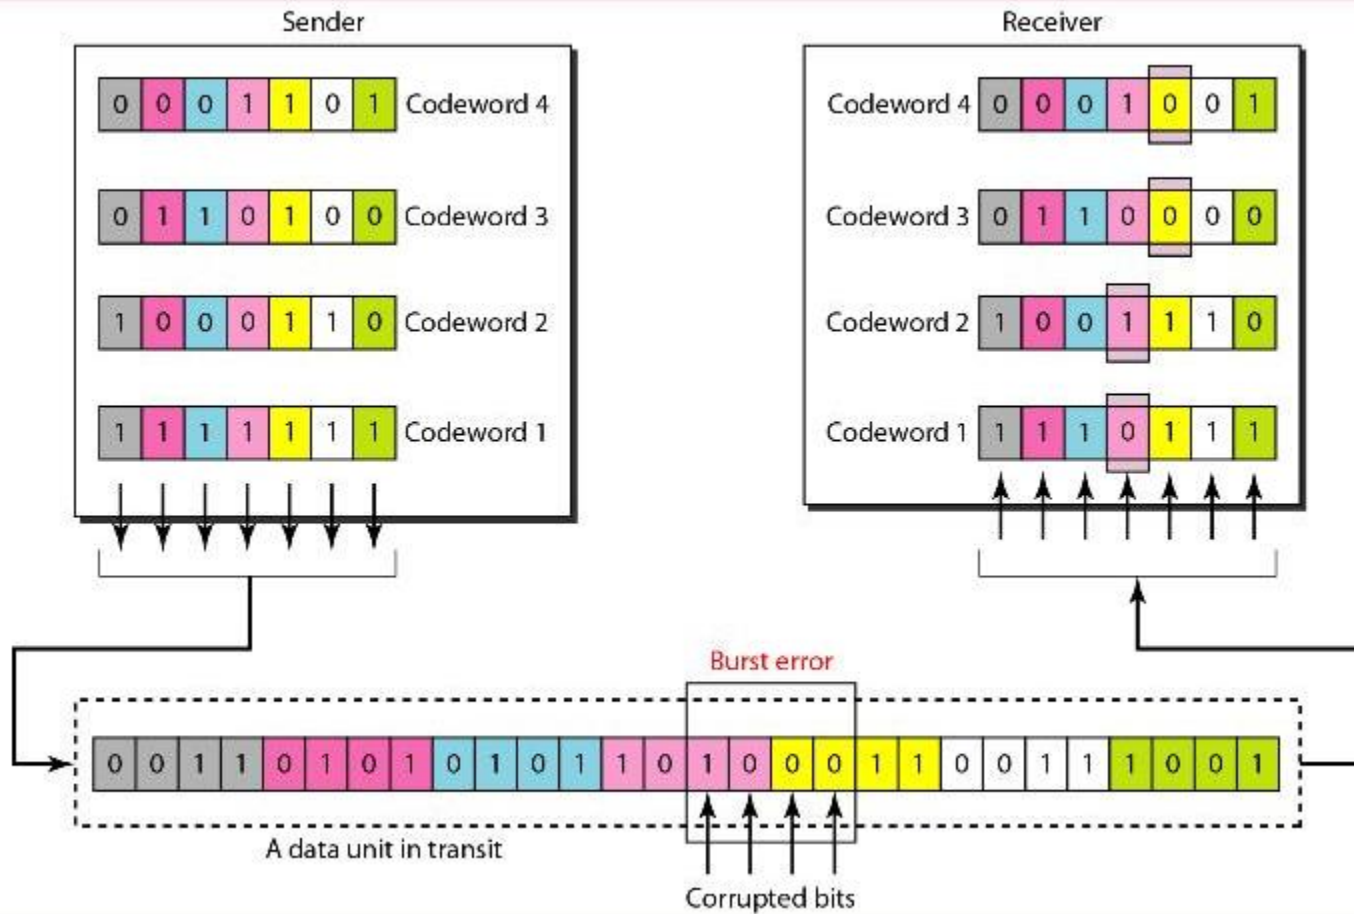 Sender
0 0 0 1 1 0 1 Codeword 4
0 1 1 0 1 0 0 Codeword 3
1 0 0 0 1 1 0 Codeword 2
1 1 1 1 1 1 1 Codeword 1
Receiver
Codeword 4 0 0 0 1 0 0 1
Codeword 3 0 1 1 0 0 0 0
Codeword 2 1 0 0 1 1 1 0
Codeword 1 1 1 1 0 1 1 1
Burst error
0 0 1 1 0 1 0 1 0 1 0 1 1 0 1 0 0 0 1 1 0 0 1 1 1 0 0 1
A data unit in transit
Corrupted bits